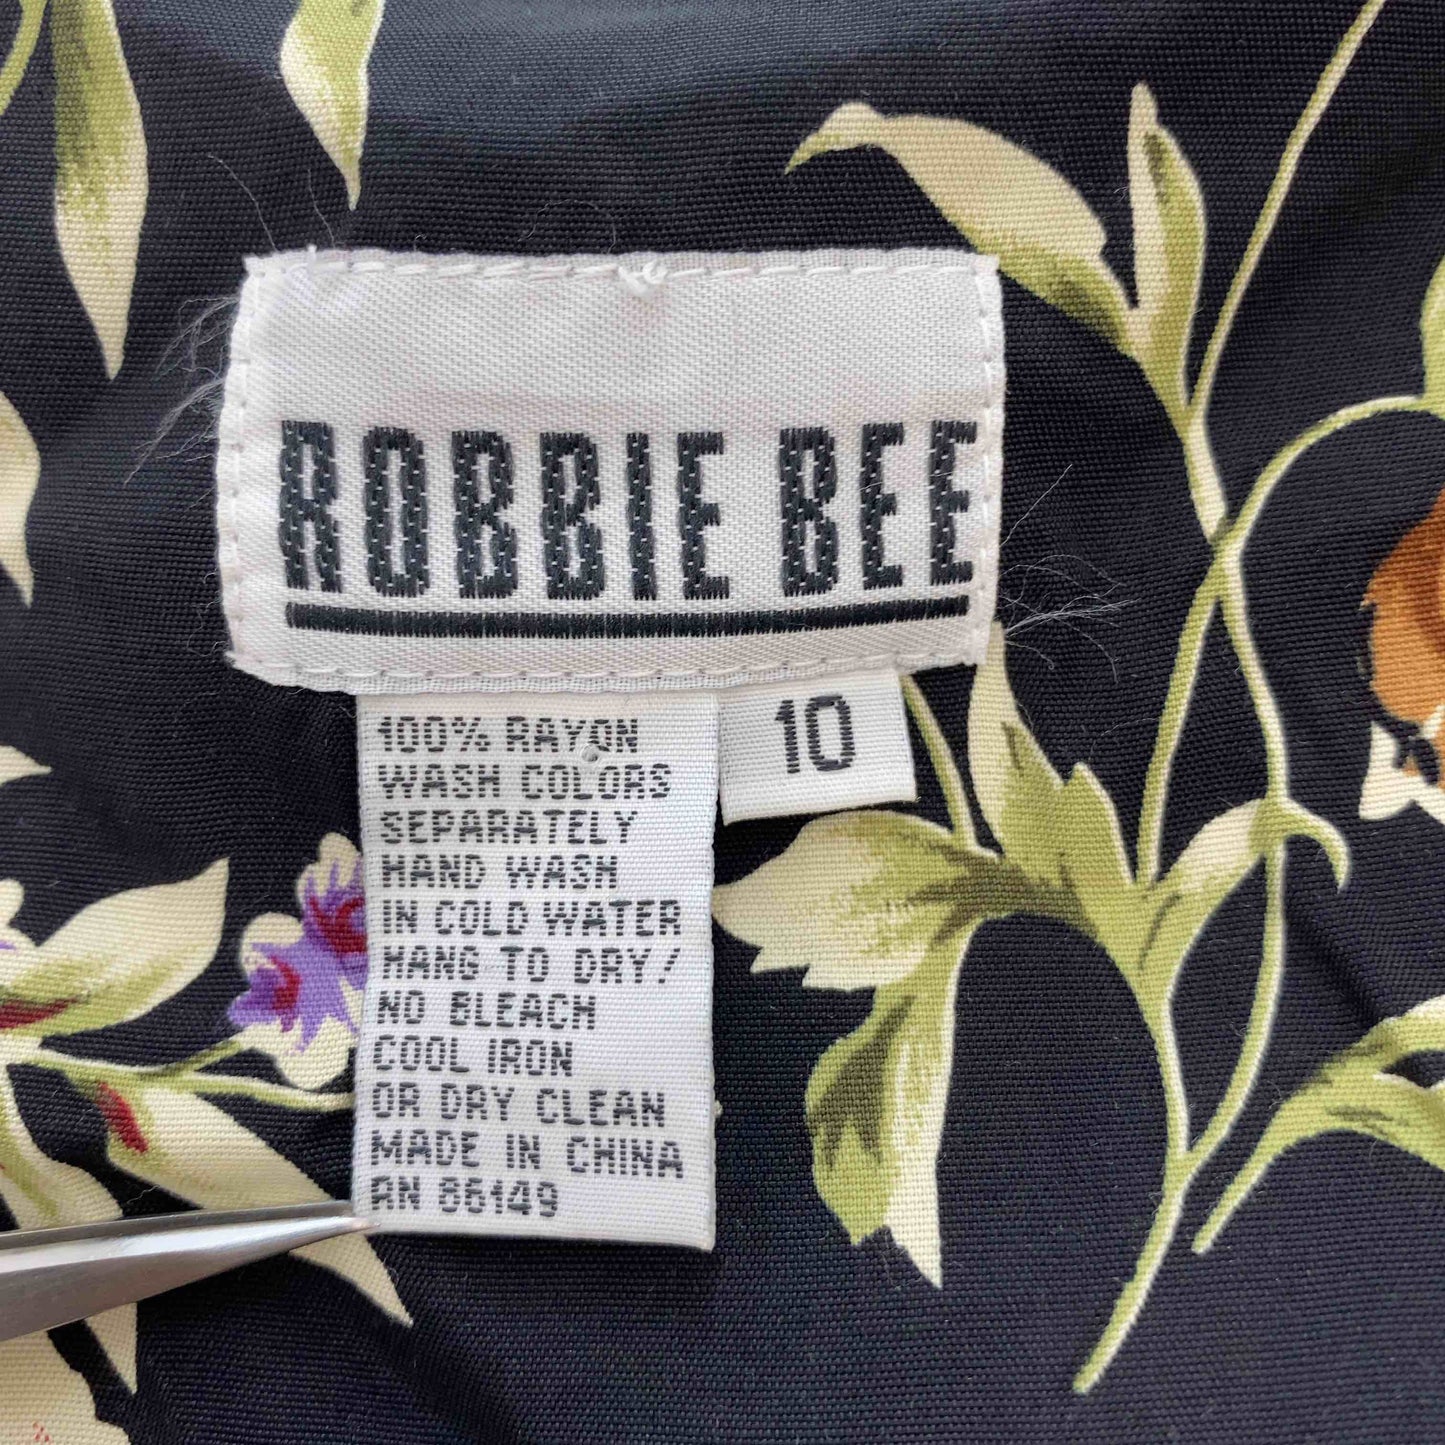 ROBBIE BEE
10
100% RAYON
WASH COLORS
SEPARATELY
HAND WASH
IN COLD WATER
HANG TO DRY/
NO BLEACH
COOL IRON
OR DRY CLEAN
MADE IN CHINA
RN 86149